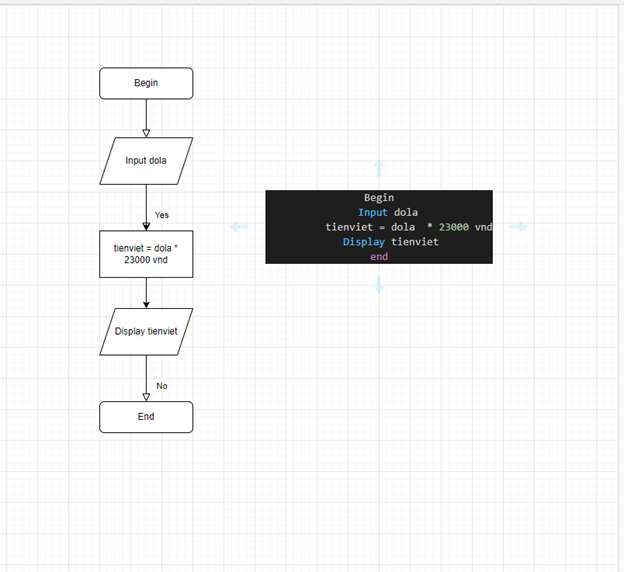 Begin
Input dola
Yes
tienviet = dola *
23000 vnd
Display tienviet
No
End
Begin
Input dola
tienviet = dola  * 23000 vnd
Display tienviet
end